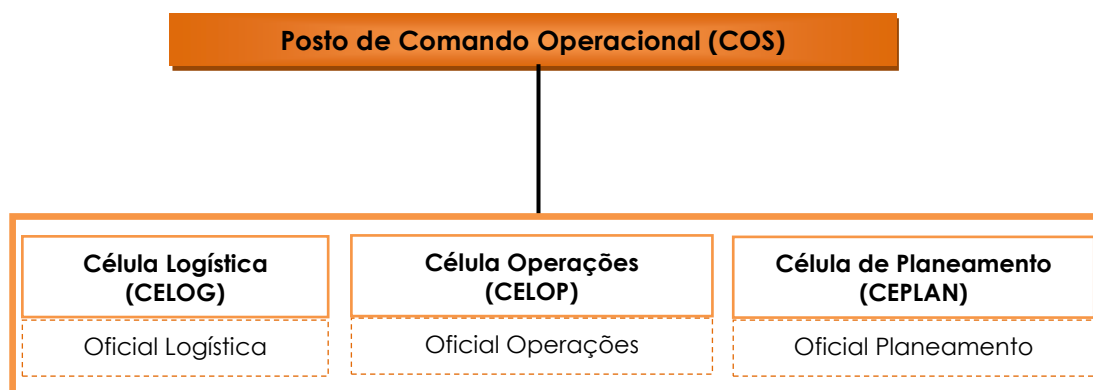 Posto de Comando Operacional (COS)
Célula Logística
(CELOG)
Oficial Logística
Célula Operações
(CELOP)
Oficial Operações
Célula de Planeamento
(CEPLAN)
Oficial Planeamento